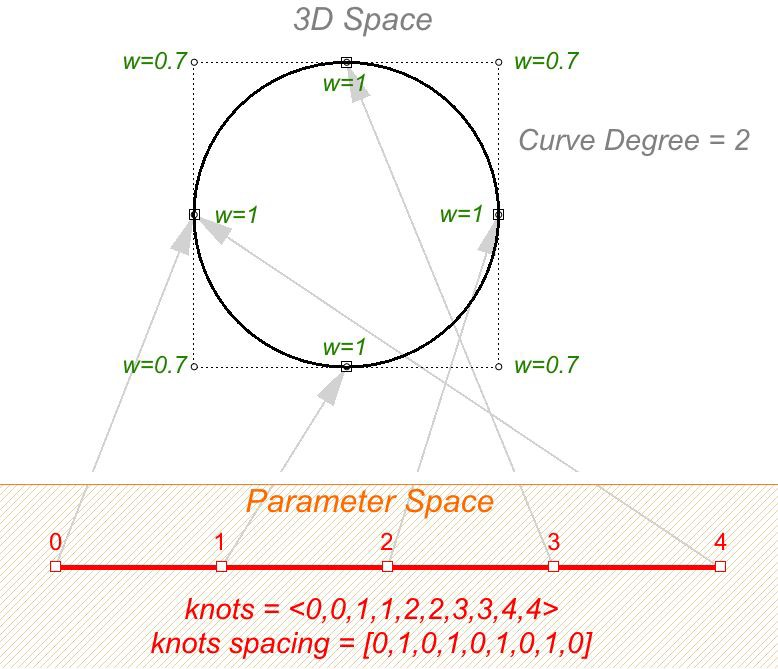 3D Space
w=0.7
w=0.7
w=1
Curve Degree = 2
w=1
w=1
w=1
w=0.7
w=0.7
Parameter Space
0 1 2 3 4
knots = <0,0,1,1,2,2,3,3,4,4>
knots spacing = [0,1,0,1,0,1,0,1,0]